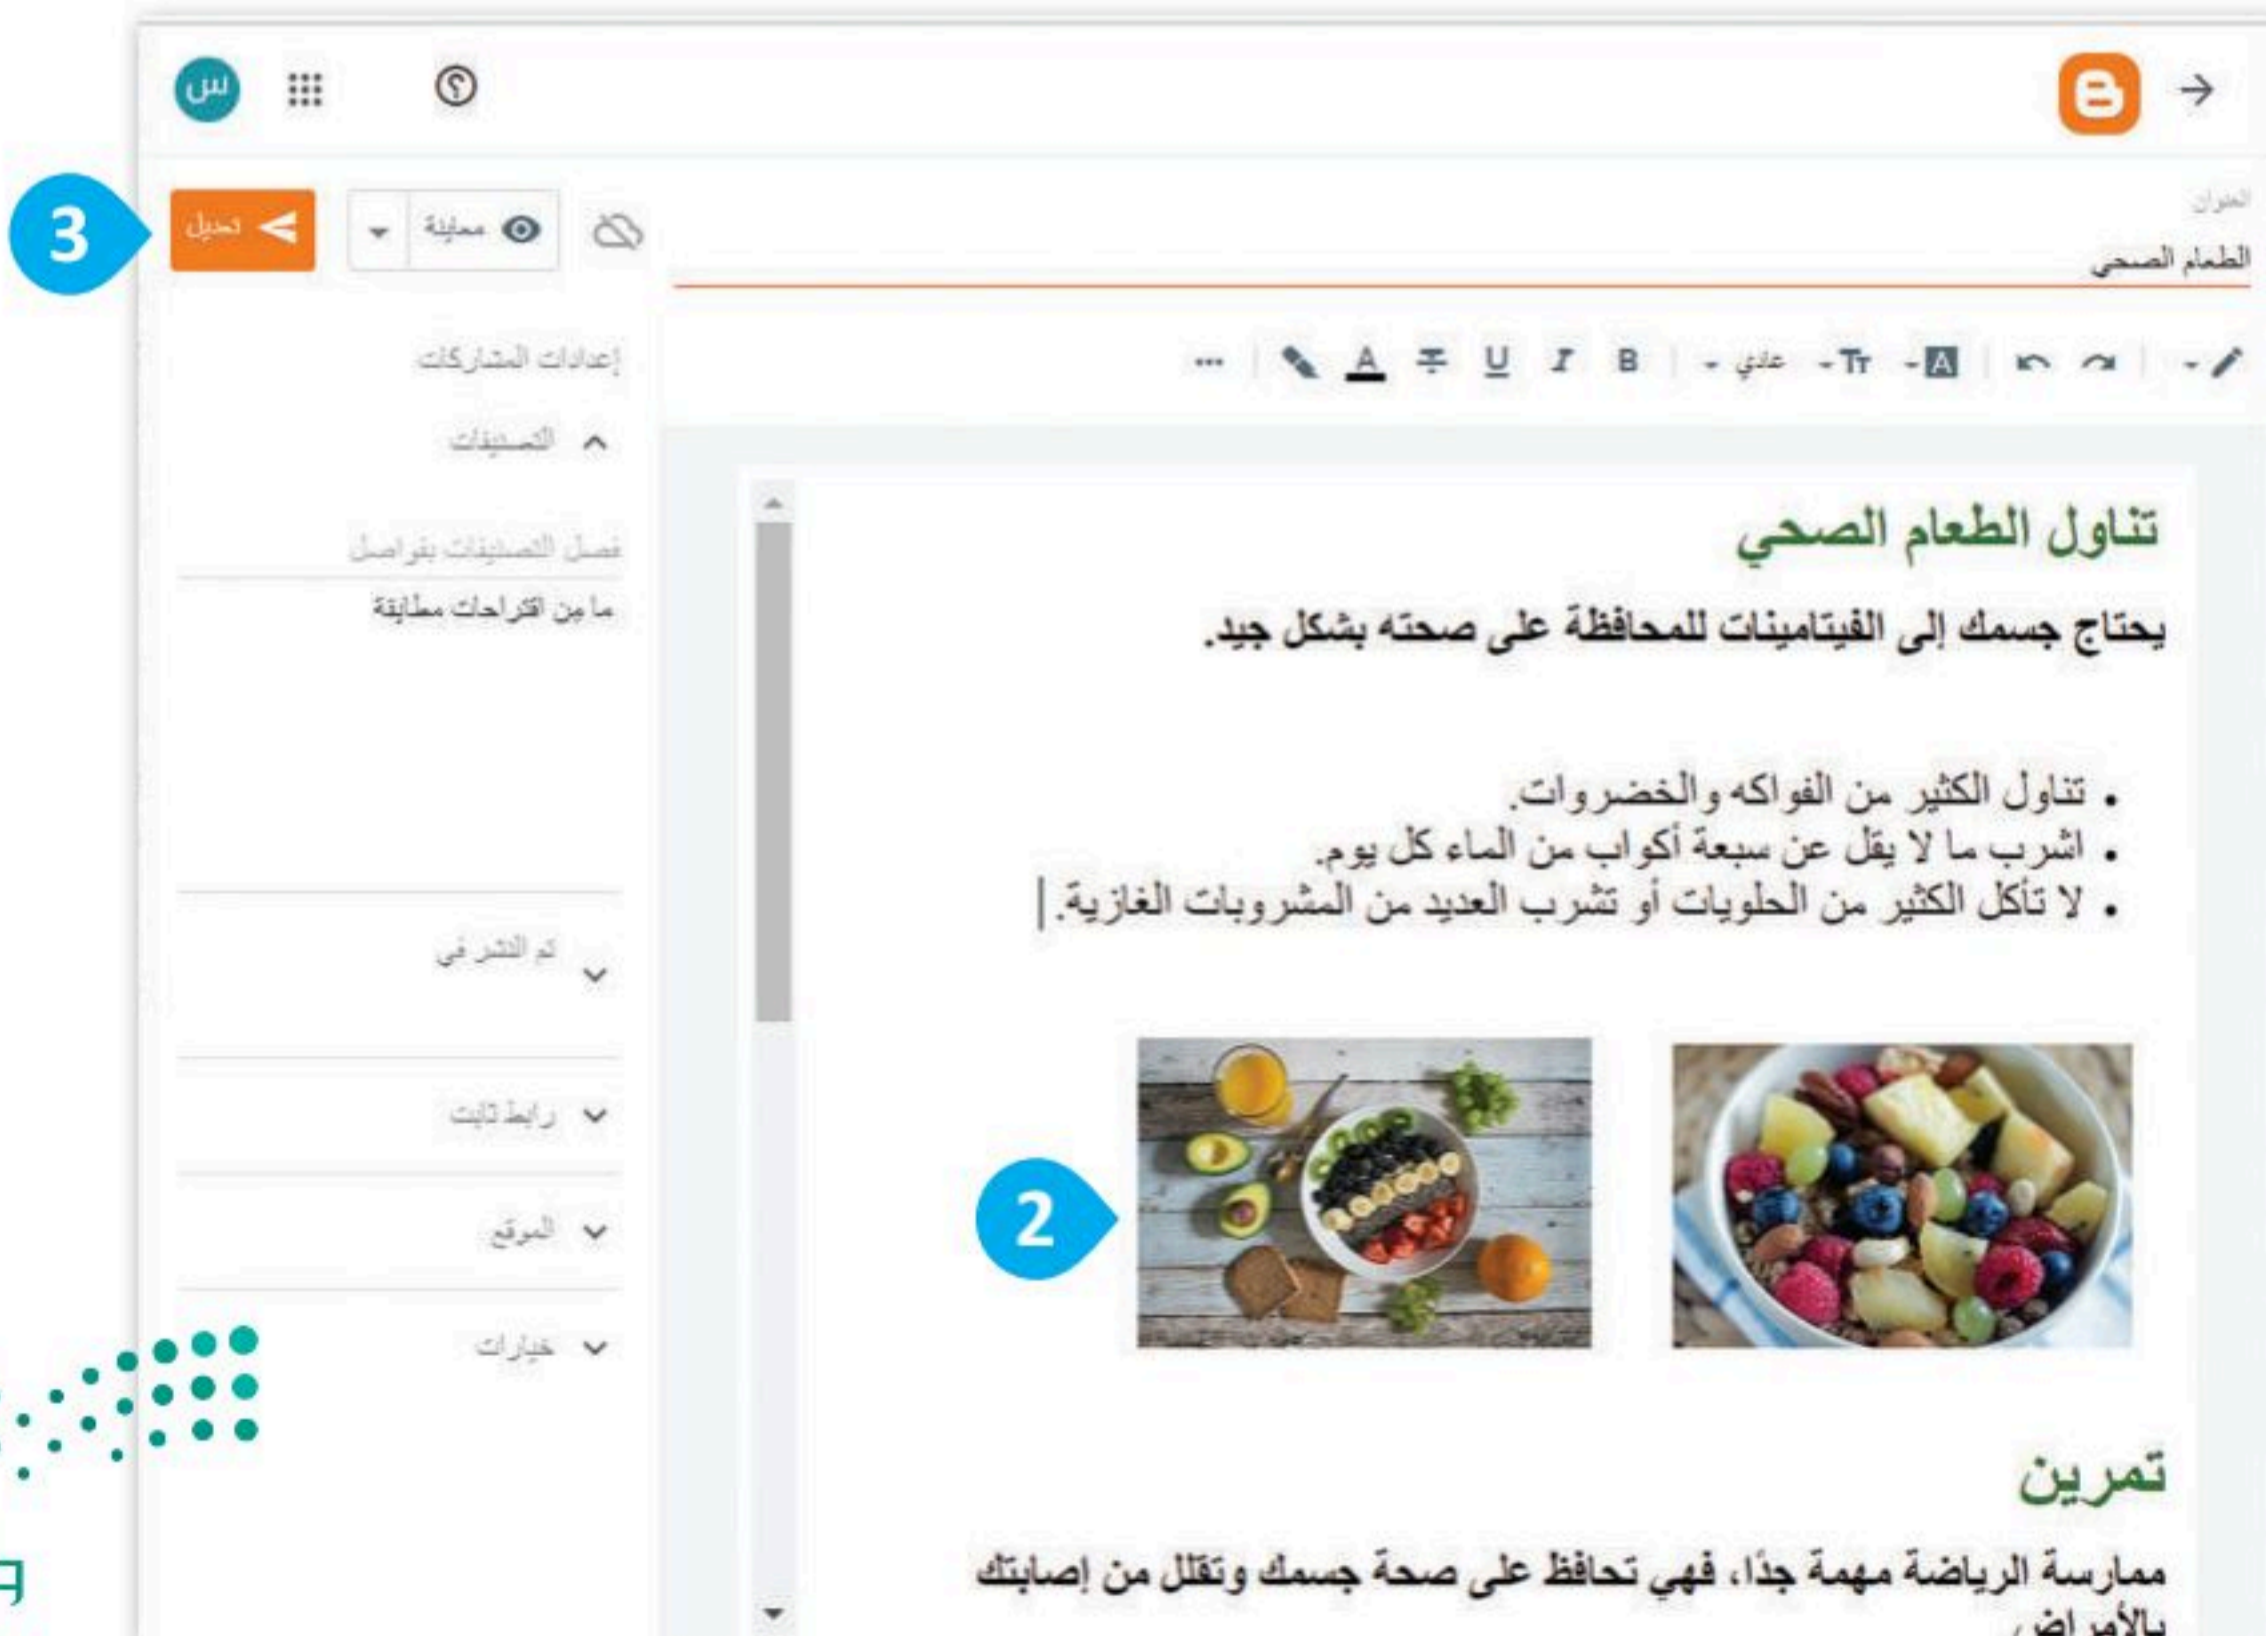 س
العنوان
الطعام الصحي
3
تعديل
معاينة
B I U A عادي Tт A
إعدادات المشاركات
التصنيفات
فصل التصنيفات بفواصل
ما مِن اقتراحات مطابقة
تم النشر في
رابط ثابت
الموقع
خيارات
تناول الطعام الصحي
يحتاج جسمك إلى الفيتامينات للمحافظة على صحته بشكل جيد.
• تناول الكثير من الفواكه والخضروات.
• اشرب ما لا يقل عن سبعة أكواب من الماء كل يوم.
• لا تأكل الكثير من الحلويات أو تشرب العديد من المشروبات الغازية.
2
تمرين
ممارسة الرياضة مهمة جدًا، فهي تحافظ على صحة جسمك وتقلل من إصابتك
بالأمراض